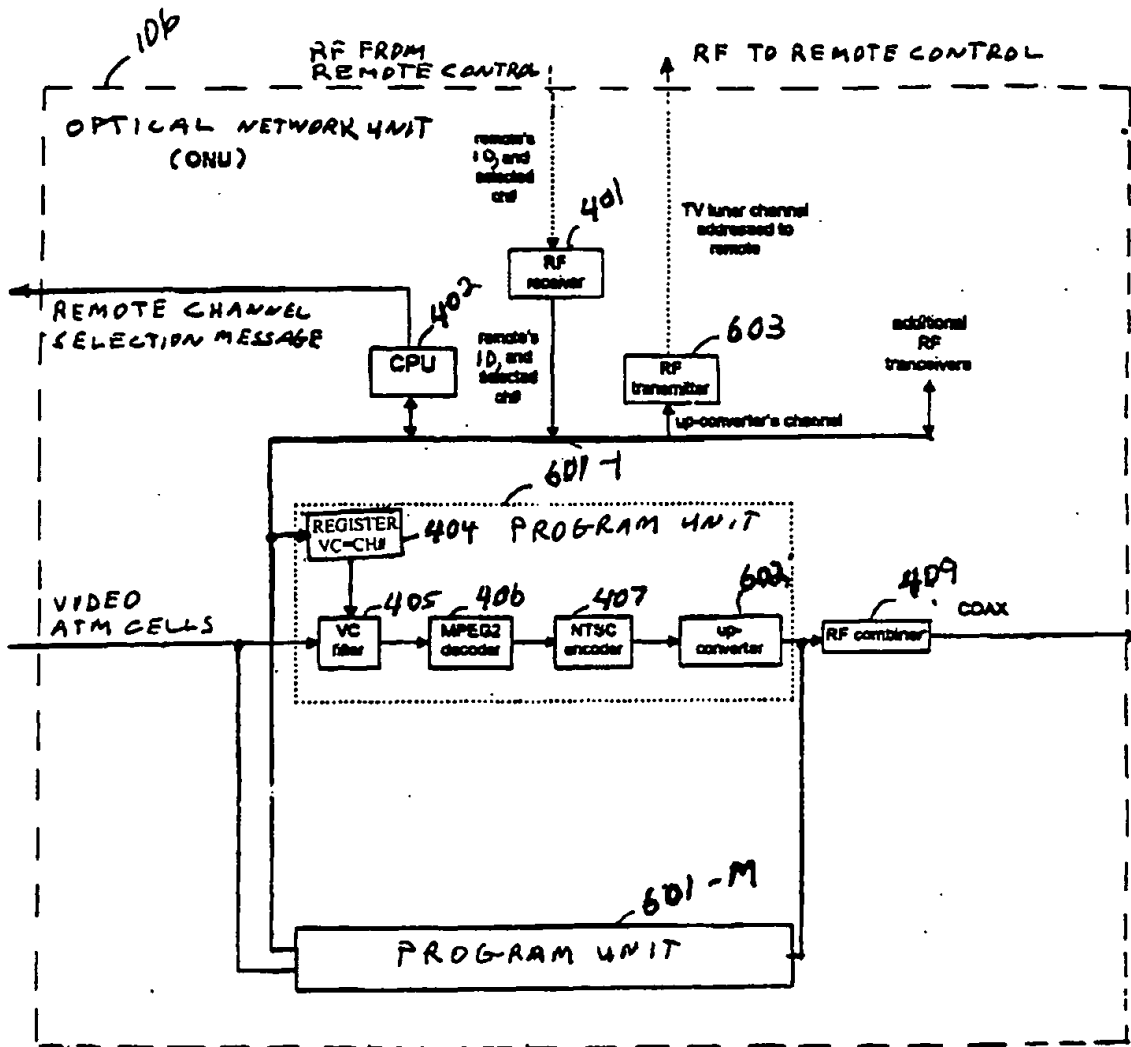 106
RF FROM
REMOTE CONTROL
RF TO REMOTE CONTROL
OPTICAL NETWORK UNIT
(ONU)
remote's
ID, and
selected
ch#
401
RF
receiver
TV tuner channel
addressed to
remote
REMOTE CHANNEL
SELECTION MESSAGE
402
CPU
remote's
ID, and
selected
ch#
603
RF
transmitter
additional
RF
tranceivers
up-converter's channel
601-1
REGISTER
VC=CH#
404
PROGRAM UNIT
VIDEO
ATM CELLS
405
VC
filter
406
MPEG2
decoder
407
NTSC
encoder
602
up-
converter
409
RF combiner
COAX
601-M
PROGRAM UNIT